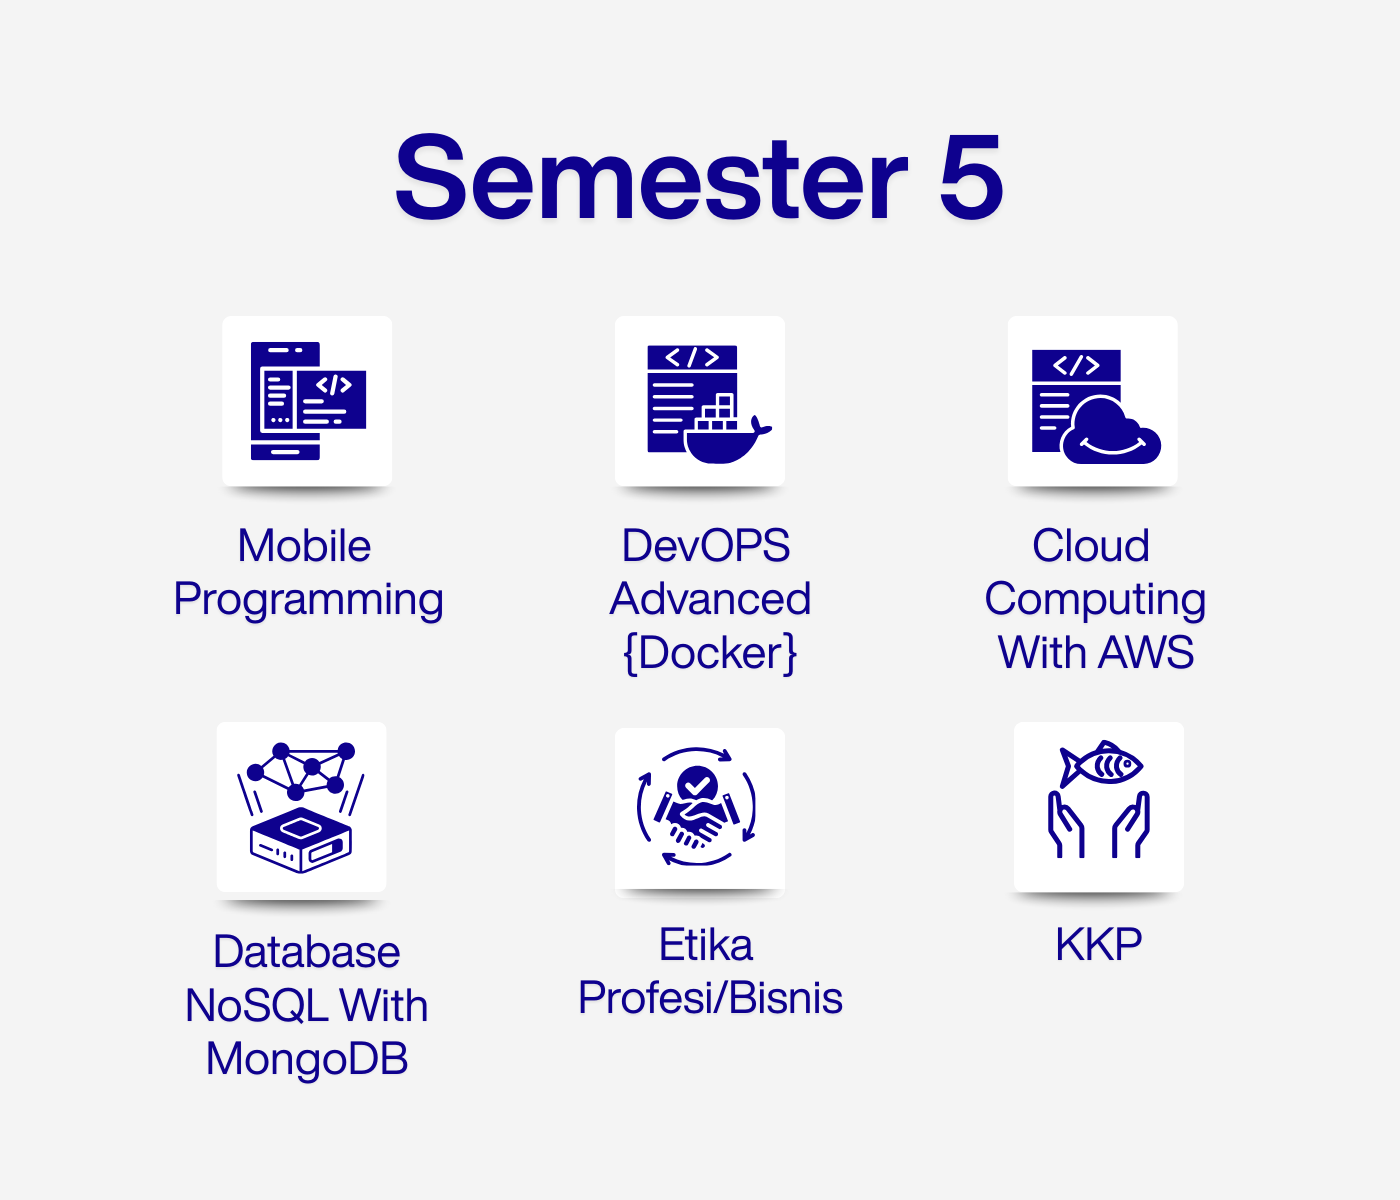 Semester 5
</>
</>
</>
Mobile
Programming
DevOPS
Advanced
{Docker}
Cloud
Computing
With AWS
Database
NoSQL With
MongoDB
Etika
Profesi/Bisnis
KKP